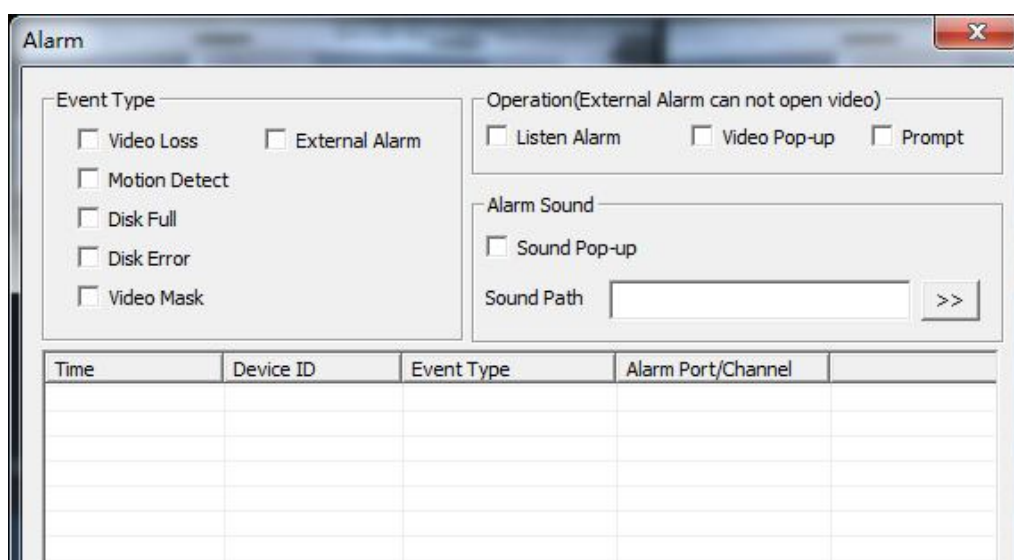 Alarm
Event Type
Video Loss External Alarm
Motion Detect
Disk Full
Disk Error
Video Mask
Operation(External Alarm can not open video)
Listen Alarm Video Pop-up Prompt
Alarm Sound
Sound Pop-up
Sound Path >>
Time Device ID Event Type Alarm Port/Channel